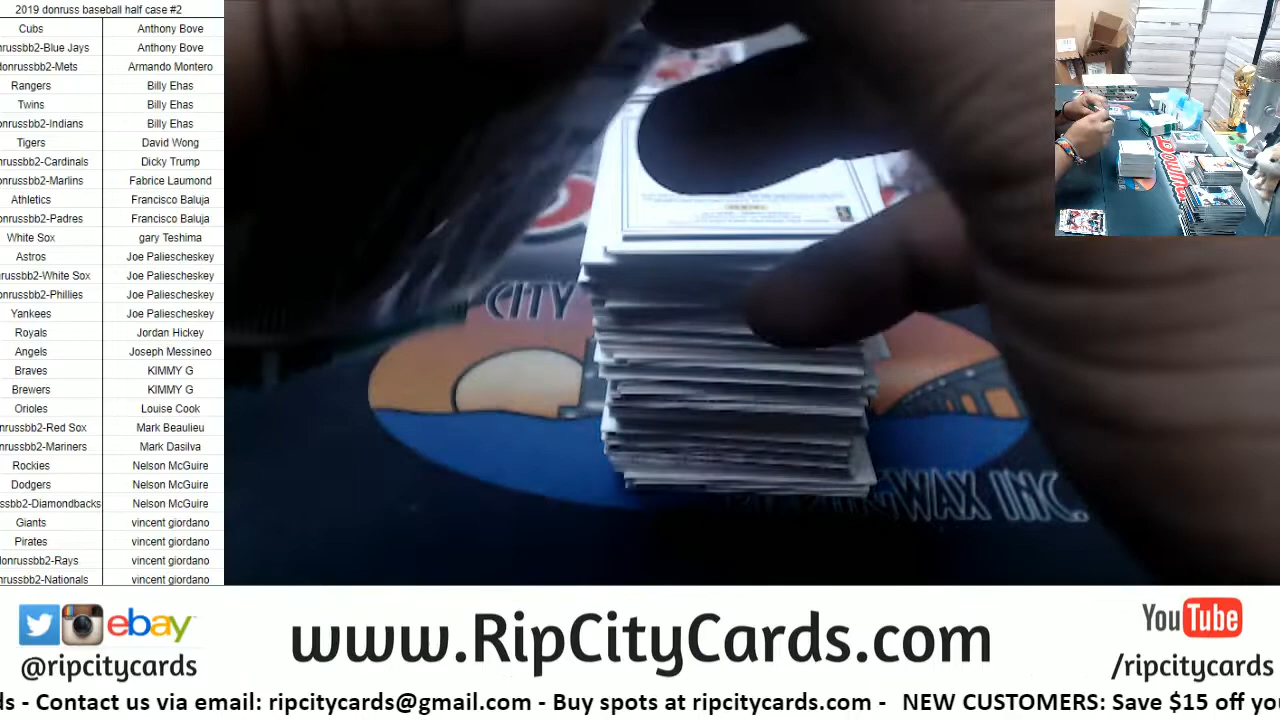 2019 donruss baseball half case #2
Cubs Anthony Bove
nrussbb2-Blue Jays Anthony Bove
donrussbb2-Mets Armando Montero
Rangers Billy Ehas
Twins Billy Ehas
onrussbb2-Indians Billy Ehas
Tigers David Wong
onrussbb2-Cardinals Dicky Trump
onrussbb2-Marlins Fabrice Laumond
Athletics Francisco Baluja
onrussbb2-Padres Francisco Baluja
White Sox gary Teshima
Astros Joe Paliescheskey
russbb2-White Sox Joe Paliescheskey
onrussbb2-Phillies Joe Paliescheskey
Yankees Joe Paliescheskey
Royals Jordan Hickey
Angels Joseph Messineo
Braves KIMMY G
Brewers KIMMY G
Orioles Louise Cook
nrussbb2-Red Sox Mark Beaulieu
nrussbb2-Mariners Mark Dasilva
Rockies Nelson McGuire
Dodgers Nelson McGuire
ssbb2-Diamondbacks Nelson McGuire
Giants vincent giordano
Pirates vincent giordano
donrussbb2-Rays vincent giordano
nrussbb2-Nationals vincent giordano
CITY
WAX INC.
ebay
@ripcitycards
www.RipCityCards.com
YouTube
/ripcitycards
ds - Contact us via email: ripcitycards@gmail.com - Buy spots at ripcitycards.com - NEW CUSTOMERS: Save $15 off you